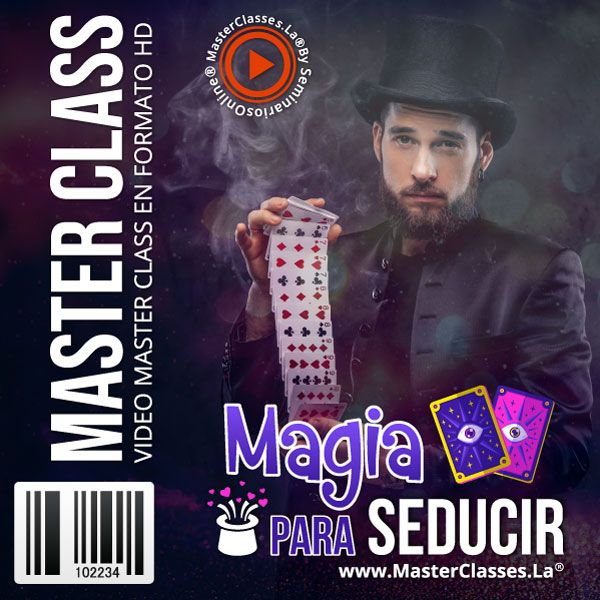 MASTER CLASS
VIDEO MASTER CLASS EN FORMATO HD
MasterClasses.La® By SeminariosOnline®
Magia
PARA SEDUCIR
www.MasterClasses.La®
102234